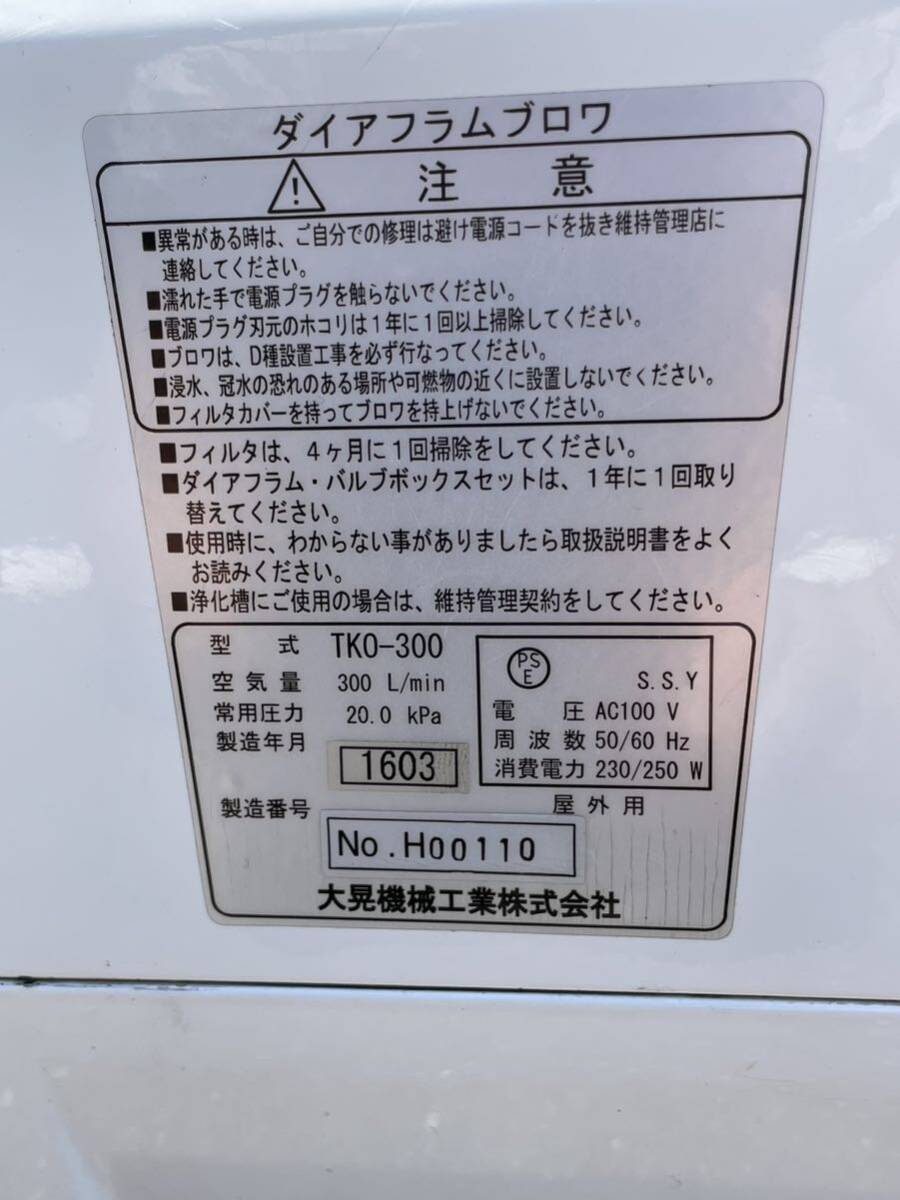 ダイアフラムブロワ
注 意
■異常がある時は、ご自分での修理は避け電源コードを抜き維持管理店に
連絡してください。
■濡れた手で電源プラグを触らないでください。
■電源プラグ刃元のホコリは1年に1回以上掃除してください。
■ブロワは、D種設置工事を必ず行なってください。
■浸水、冠水の恐れのある場所や可燃物の近くに設置しないでください。
■フィルタカバーを持ってブロワを持上げないでください。
■フィルタは、4ヶ月に1回掃除をしてください。
■ダイアフラム・バルブボックスセットは、1年に1回取り
替えてください。
■使用時に、わからない事がありましたら取扱説明書をよく
お読みください。
■浄化槽にご使用の場合は、維持管理契約をしてください。
型 式 TKO-300
空気量 300 L/min
常用圧力 20.0 kPa
製造年月 1603
PSE S.S.Y
電 圧 AC100 V
周波数 50/60 Hz
消費電力 230/250 W
屋外用
製造番号 No.H00110
大晃機械工業株式会社